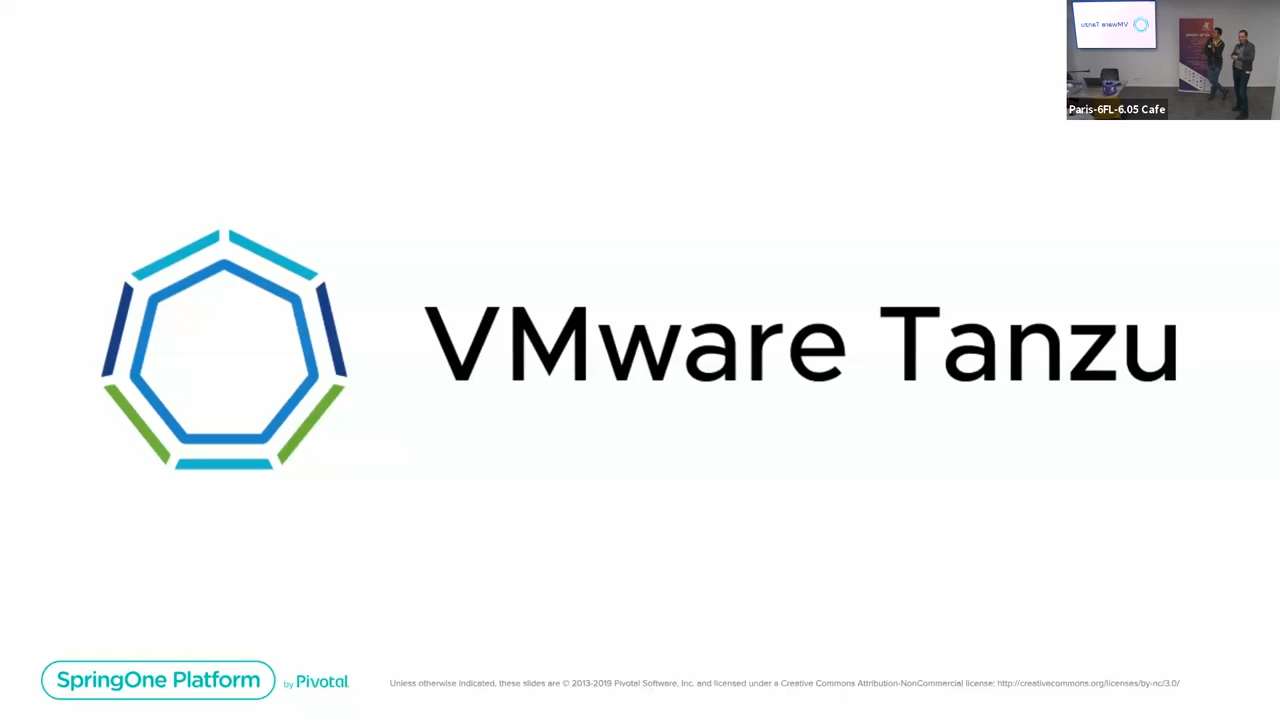 VMware Tanzu
Paris-6FL-6.05 Cafe
VMware Tanzu
SpringOne Platform
by Pivotal
Unless otherwise indicated, these slides are © 2013-2019 Pivotal Software, Inc. and licensed under a Creative Commons Attribution-NonCommercial license: http://creativecommons.org/licenses/by-nc/3.0/